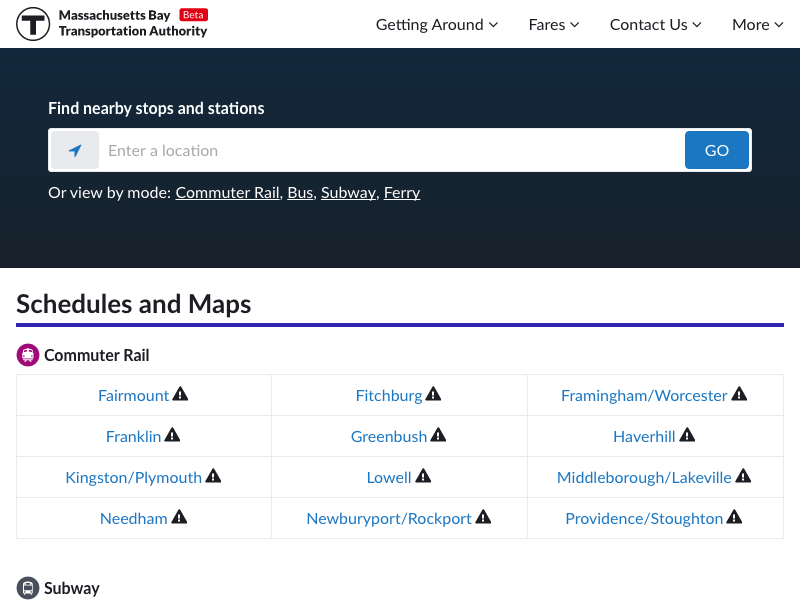 Massachusetts Bay Beta
Transportation Authority
Getting Around Fares Contact Us More
Find nearby stops and stations
Enter a location GO
Or view by mode: Commuter Rail, Bus, Subway, Ferry
Schedules and Maps
Commuter Rail
Fairmount Fitchburg Framingham/Worcester
Franklin Greenbush Haverhill
Kingston/Plymouth Lowell Middleborough/Lakeville
Needham Newburyport/Rockport Providence/Stoughton
Subway